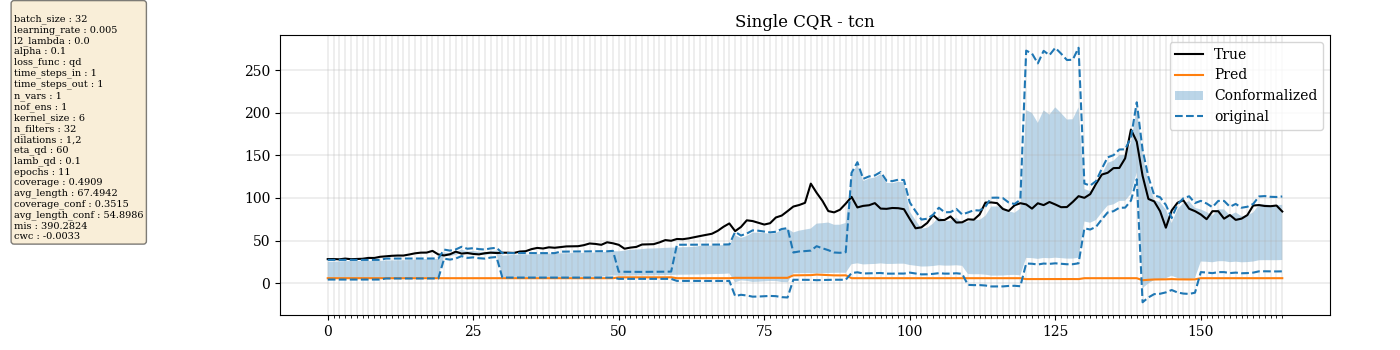 batch_size : 32
learning_rate : 0.005
l2_lambda : 0.0
alpha : 0.1
loss_func : qd
time_steps_in : 1
time_steps_out : 1
n_vars : 1
nof_ens : 1
kernel_size : 6
n_filters : 32
dilations : 1,2
eta_qd : 60
lamb_qd : 0.1
epochs : 11
coverage : 0.4909
avg_length : 67.4942
coverage_conf : 0.3515
avg_length_conf : 54.8986
mis : 390.2824
cwc : -0.0033
Single CQR - tcn
True
Pred
Conformalized
original
250
200
150
100
50
0
0 25 50 75 100 125 150